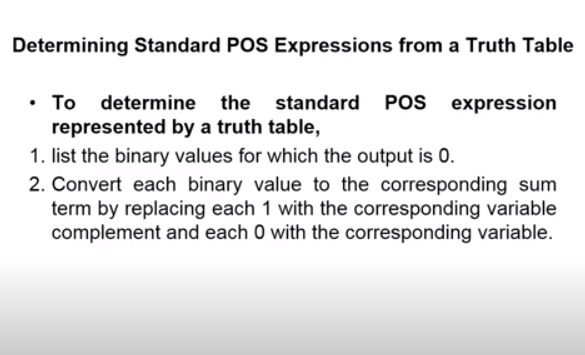 Determining Standard POS Expressions from a Truth Table
• To determine the standard POS expression
represented by a truth table,
1. list the binary values for which the output is 0.
2. Convert each binary value to the corresponding sum
term by replacing each 1 with the corresponding variable
complement and each 0 with the corresponding variable.